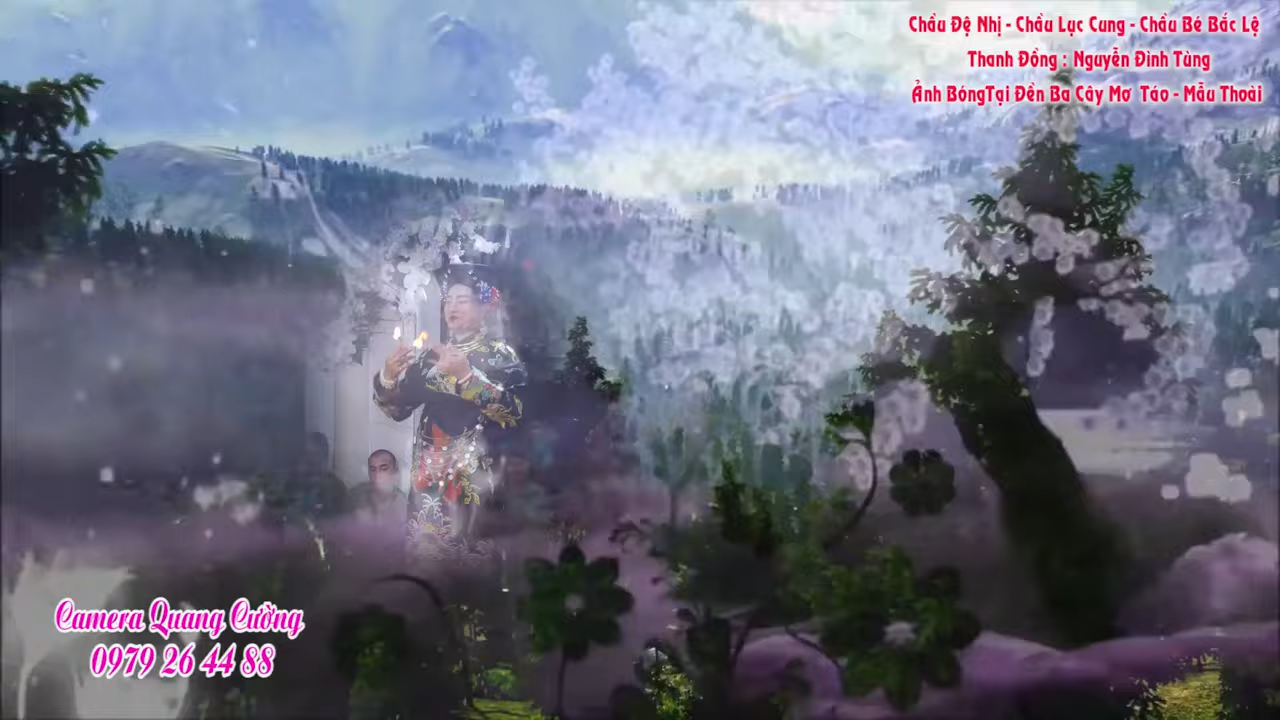 Chầu Đệ Nhị - Chầu Lục Cung - Chầu Bé Bắc Lệ
Thanh Đồng : Nguyễn Đình Tùng
Ảnh BóngTại Đền Ba Cây Mơ Táo - Mẫu Thoài
Camera Quang Cường
0979 26 44 88